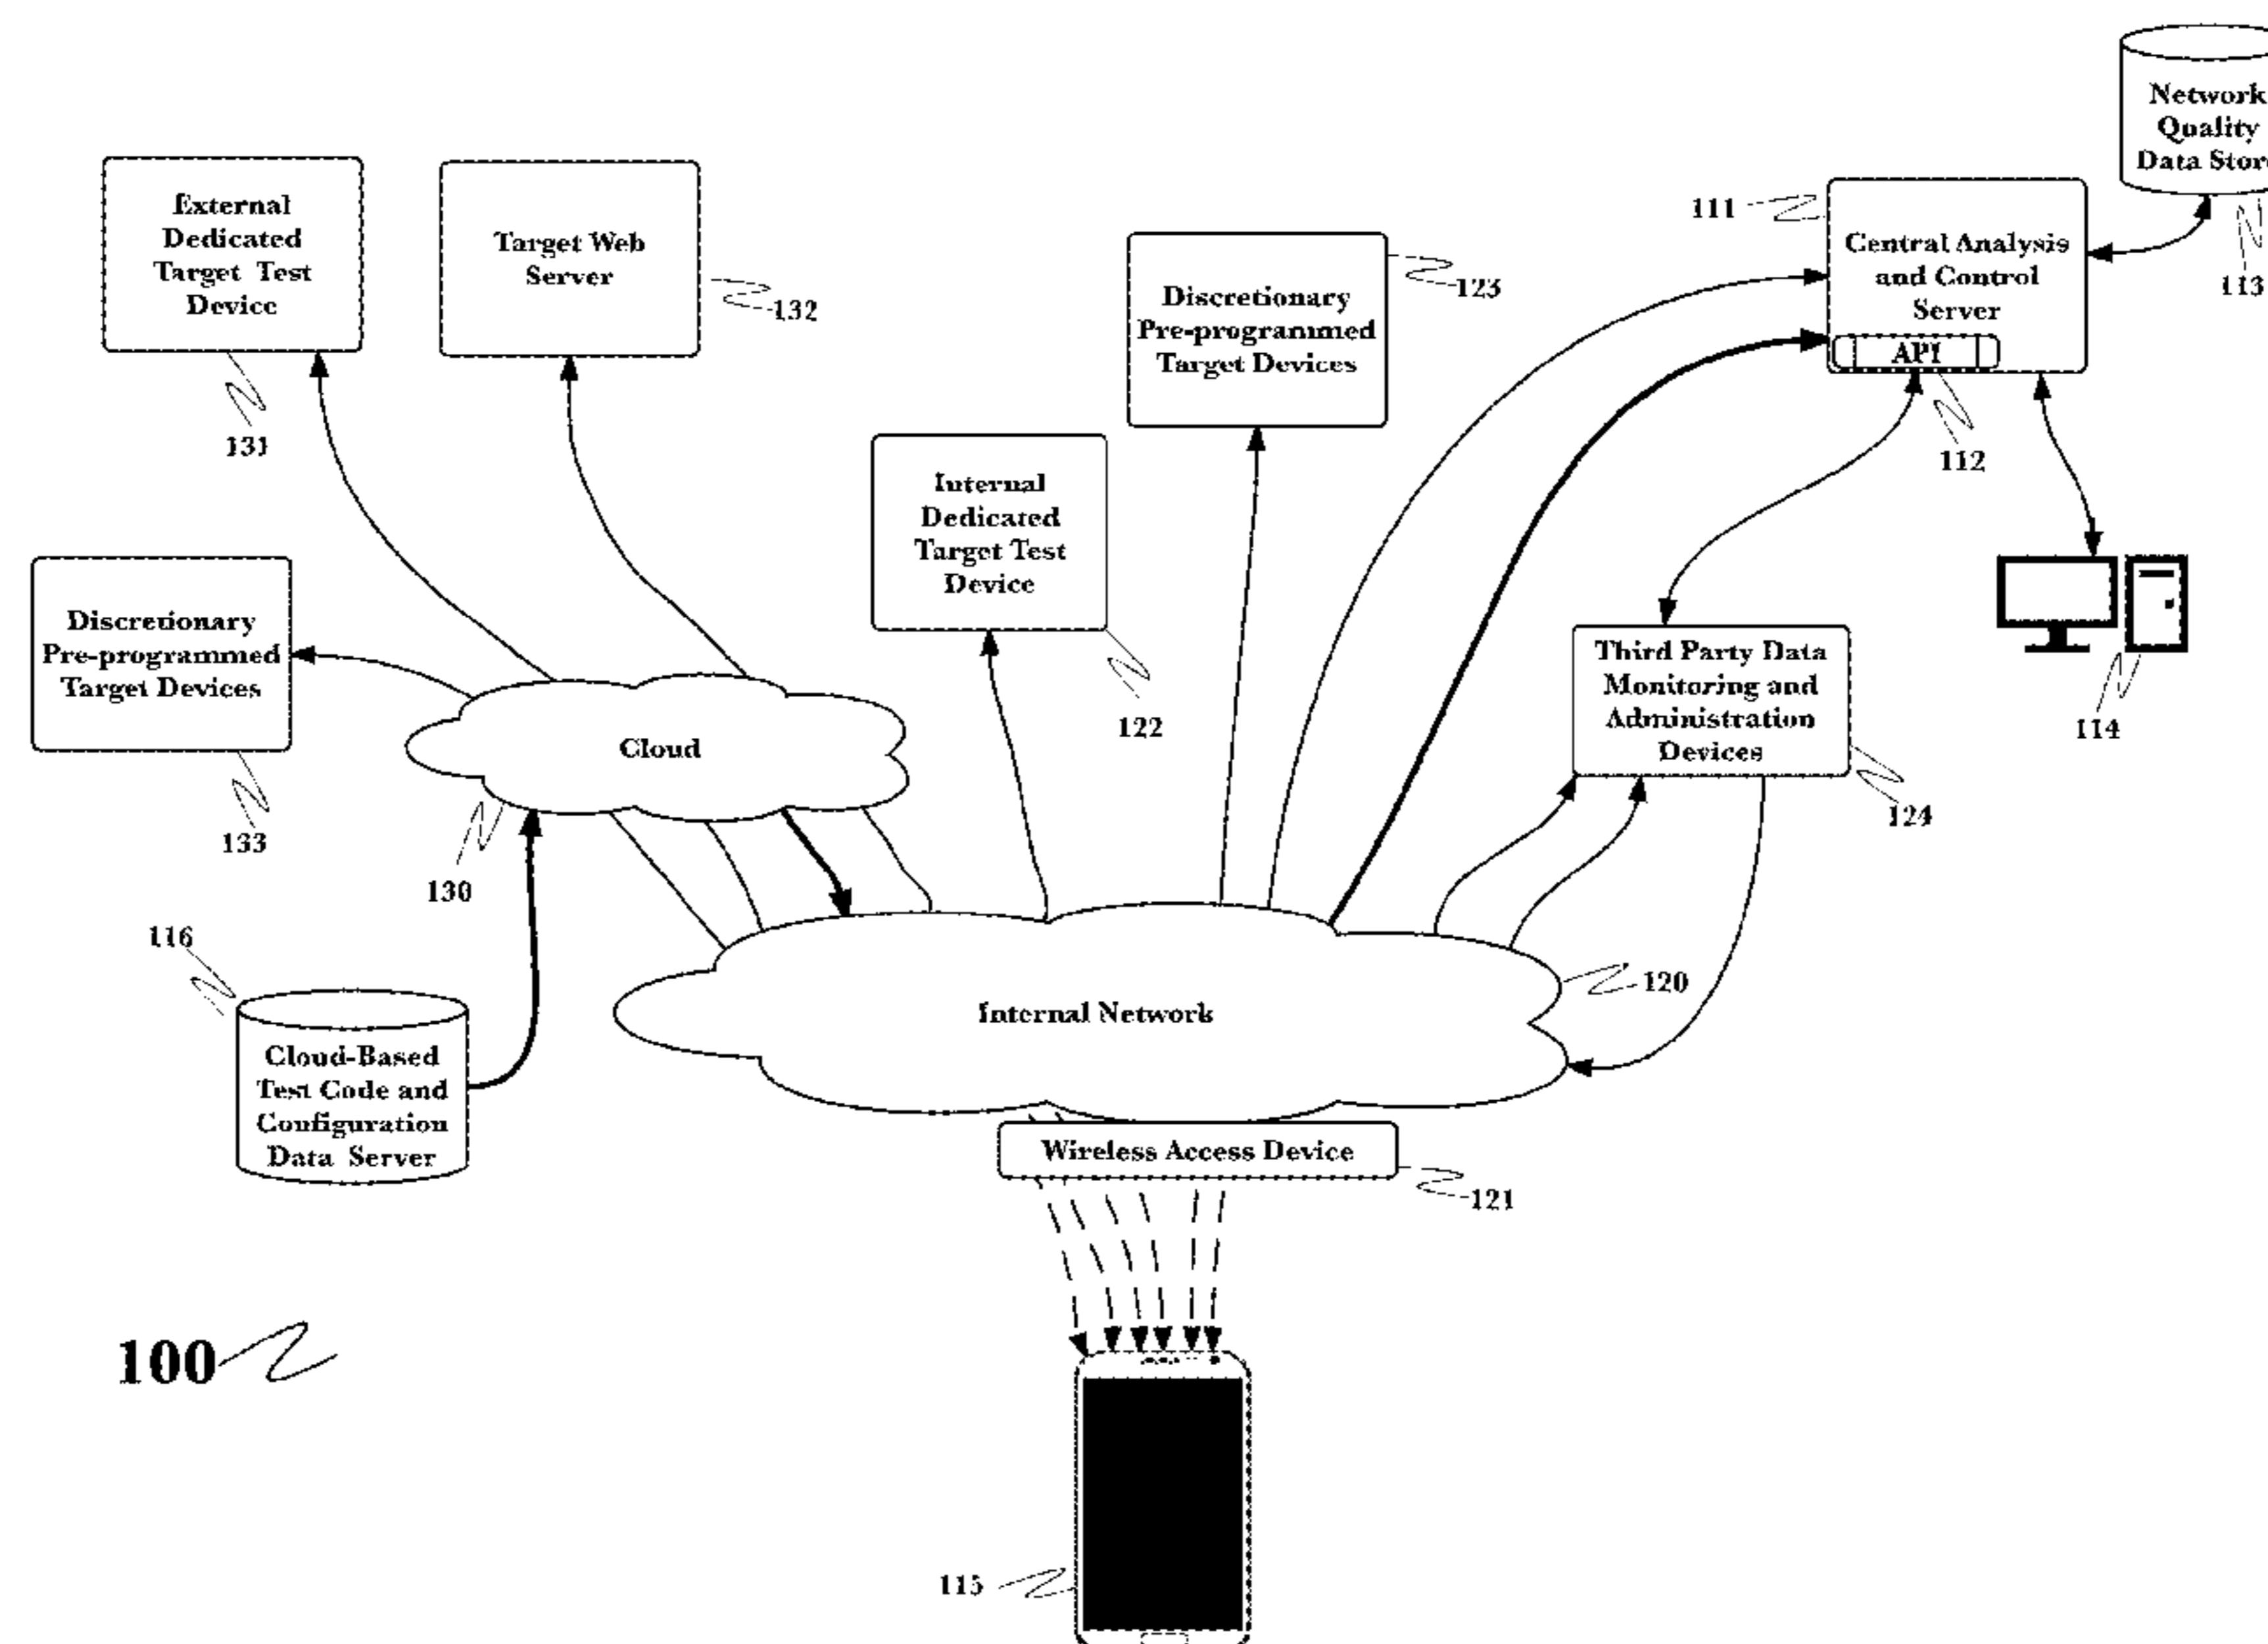 Network
Quality
Data Store
113
111
Central Analysis
and Control
Server
API
112
114
External
Dedicated
Target Test
Device
131
Target Web
Server
132
Discretionary
Pre-programmed
Target Devices
123
Internal
Dedicated
Target Test
Device
122
Discretionary
Pre-programmed
Target Devices
133
Third Party Data
Monitoring and
Administration
Devices
124
Cloud
130
116
Cloud-Based
Test Code and
Configuration
Data Server
Internal Network
120
Wireless Access Device
121
100
115